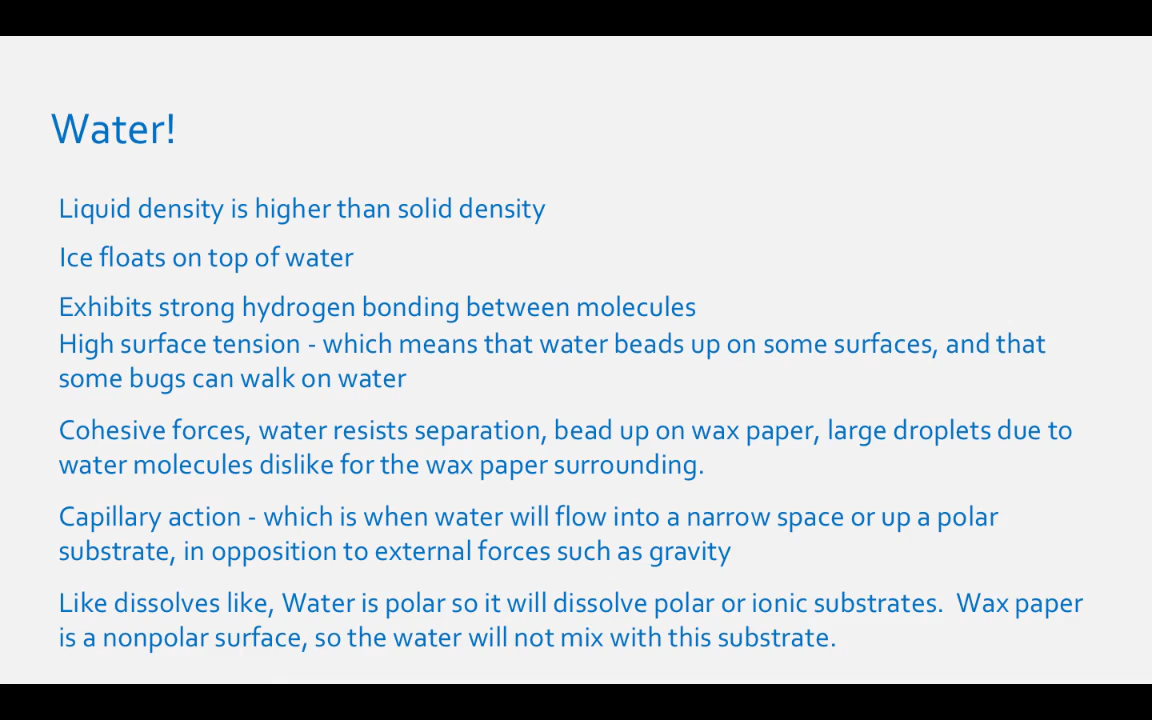 Water!
Liquid density is higher than solid density
Ice floats on top of water
Exhibits strong hydrogen bonding between molecules
High surface tension - which means that water beads up on some surfaces, and that
some bugs can walk on water
Cohesive forces, water resists separation, bead up on wax paper, large droplets due to
water molecules dislike for the wax paper surrounding.
Capillary action - which is when water will flow into a narrow space or up a polar
substrate, in opposition to external forces such as gravity
Like dissolves like, Water is polar so it will dissolve polar or ionic substrates.  Wax paper
is a nonpolar surface, so the water will not mix with this substrate.